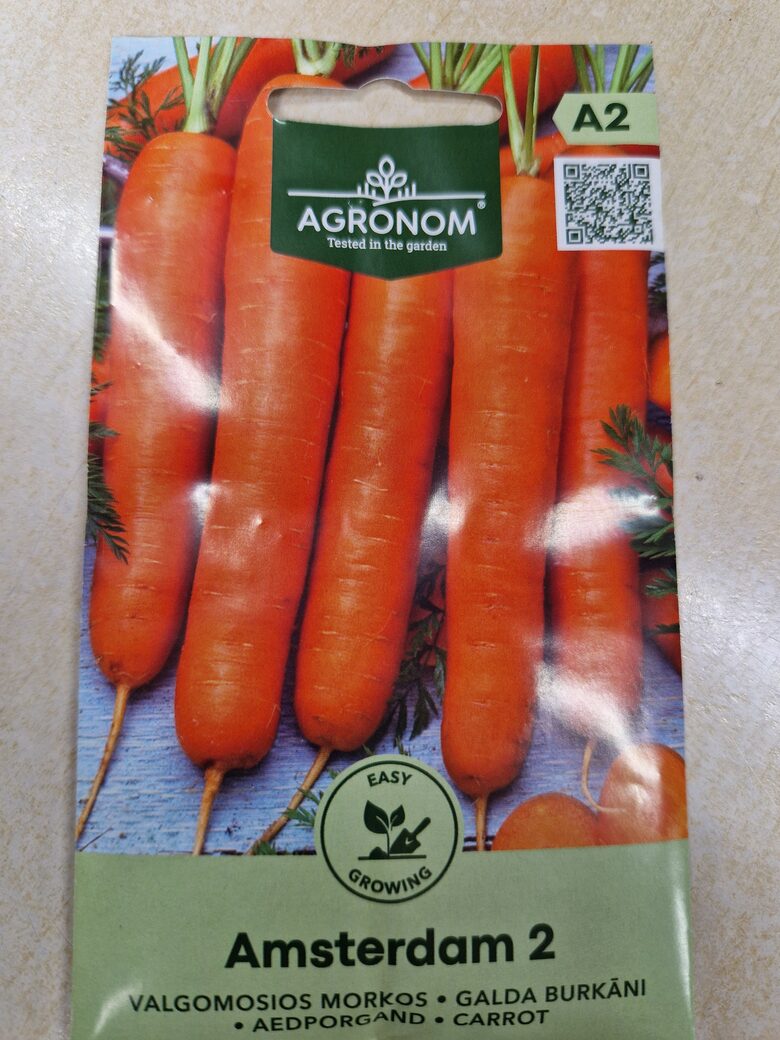 A2
AGRONOM®
Tested in the garden
EASY
GROWING
Amsterdam 2
VALGOMOSIOS MORKOS • GALDA BURKĀNI
• AEDPORGAND • CARROT